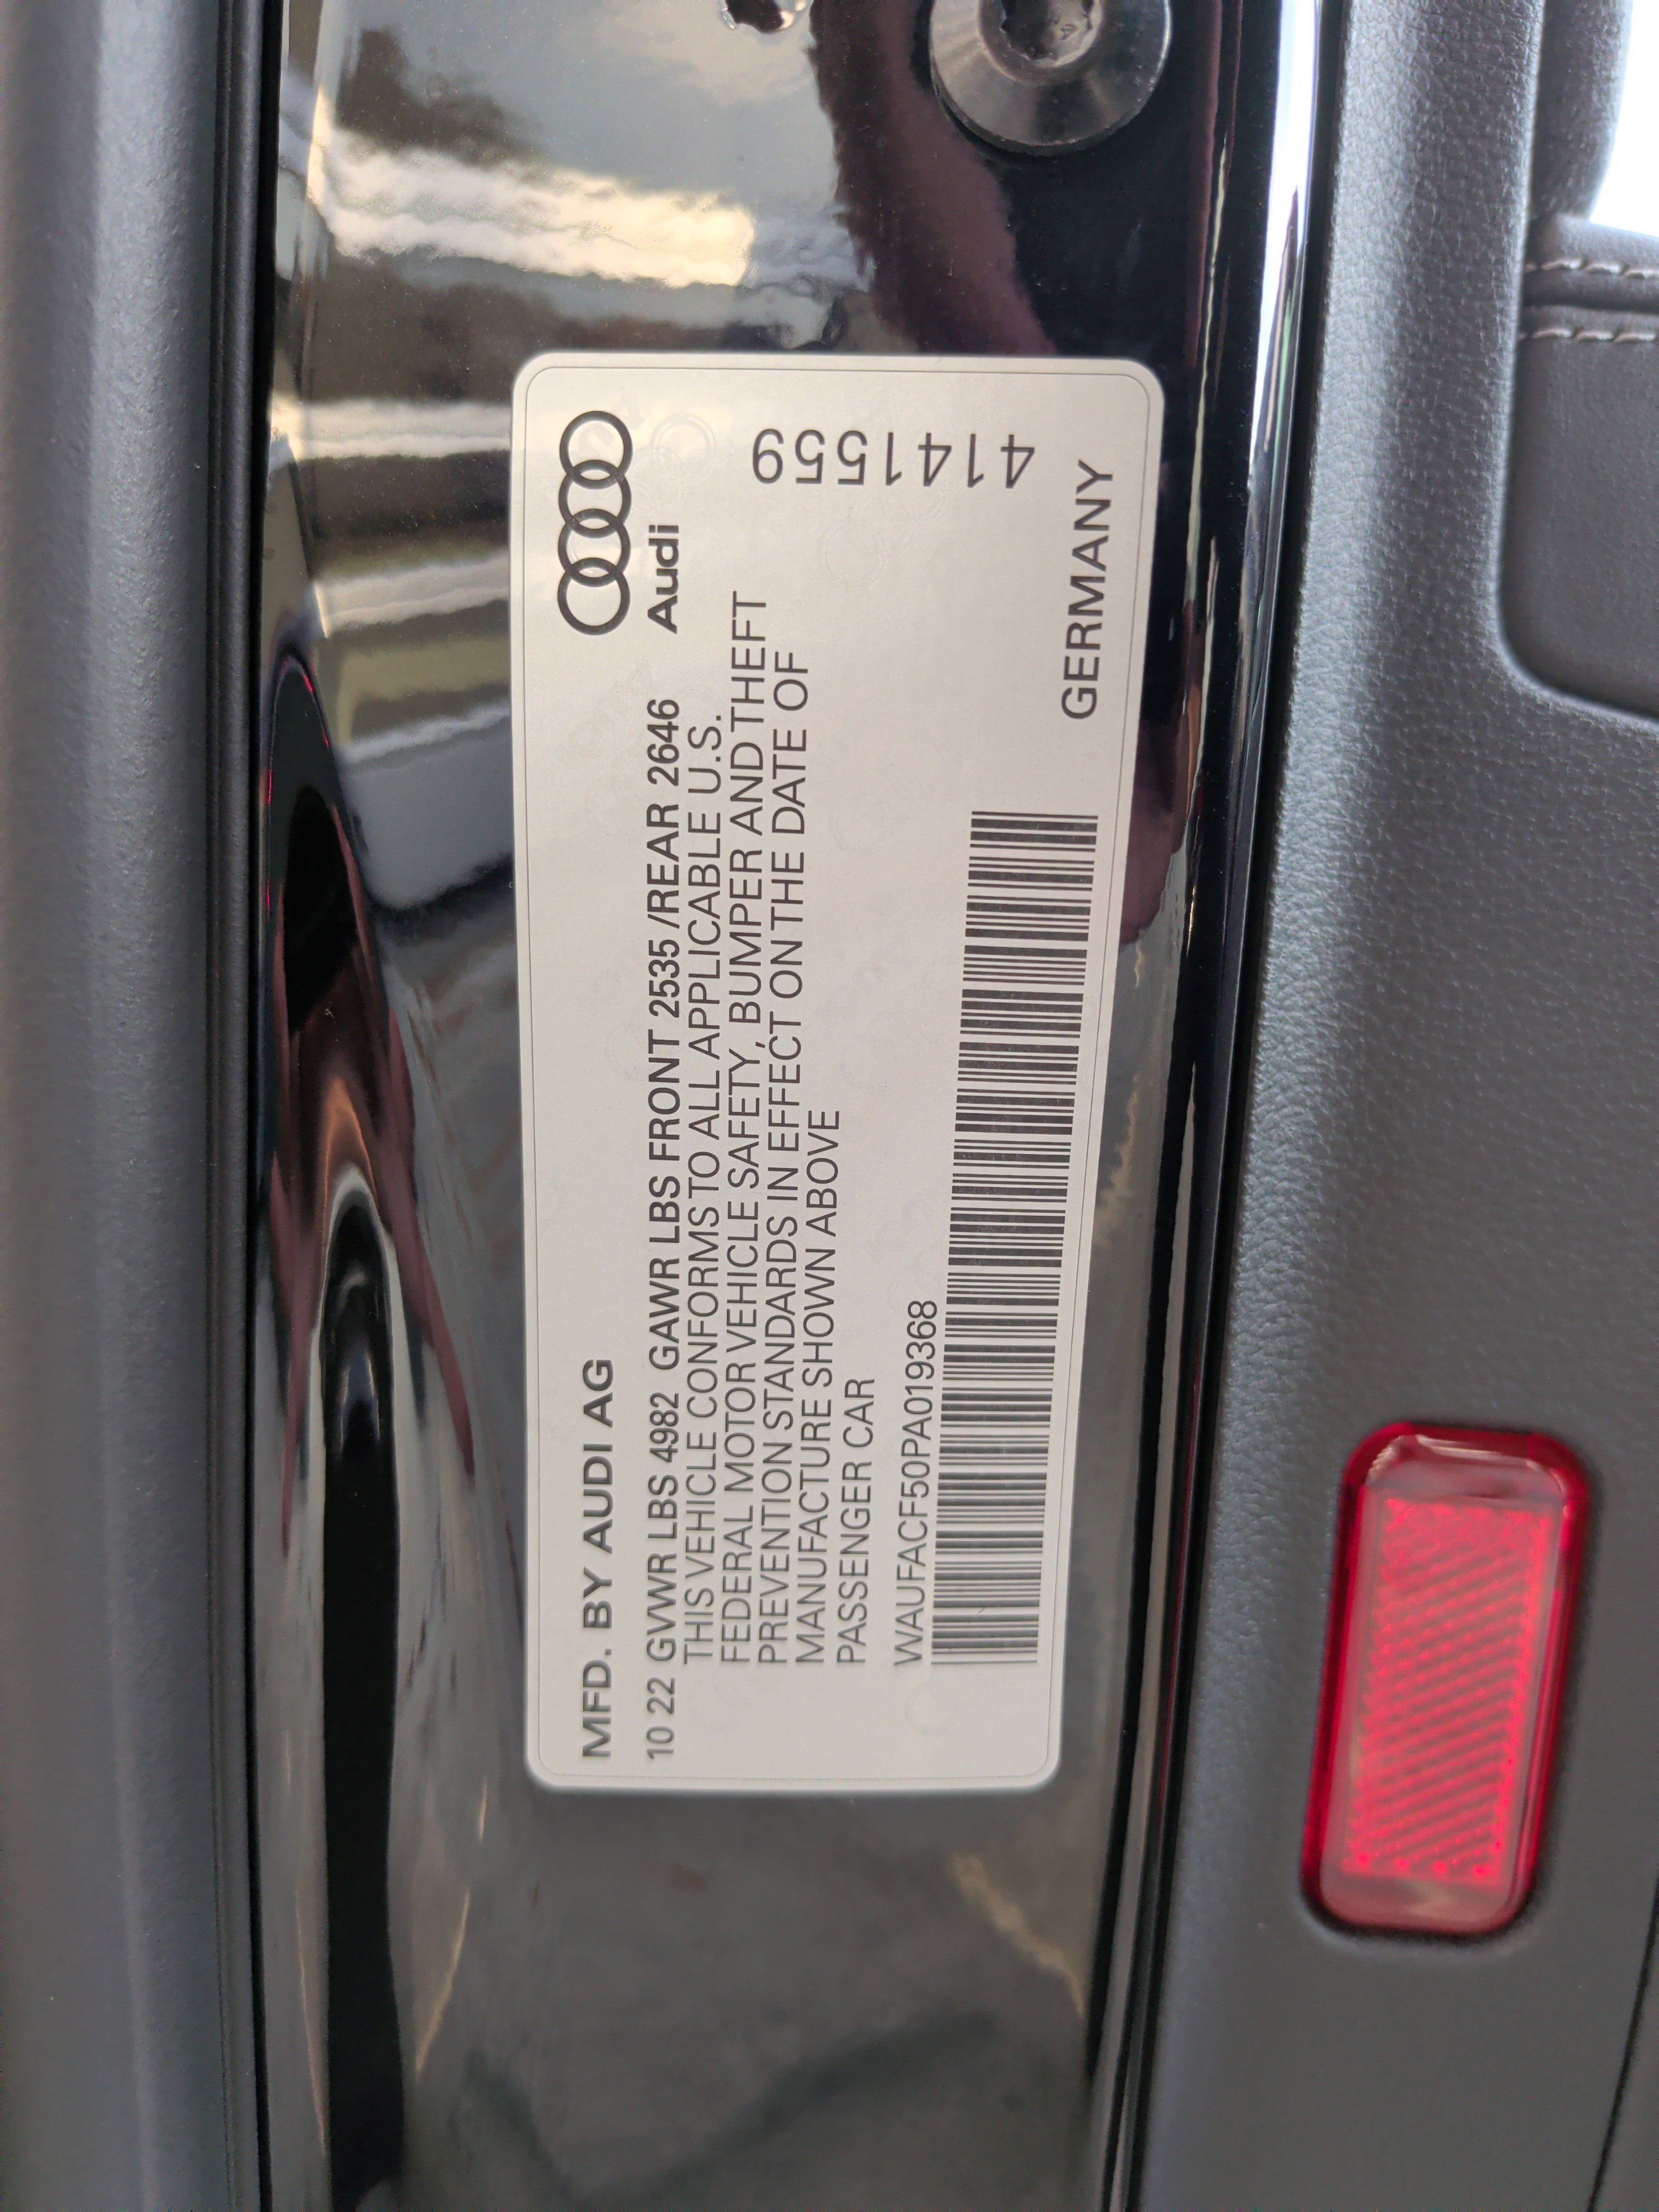 MFD. BY AUDI AG
Audi
10 22 GVWR LBS 4982 GAWR LBS FRONT 2535 /REAR 2646
THIS VEHICLE CONFORMS TO ALL APPLICABLE U.S.
FEDERAL MOTOR VEHICLE SAFETY, BUMPER AND THEFT
PREVENTION STANDARDS IN EFFECT ON THE DATE OF
MANUFACTURE SHOWN ABOVE
PASSENGER CAR
4141559
WAUFACF50PA019368
GERMANY